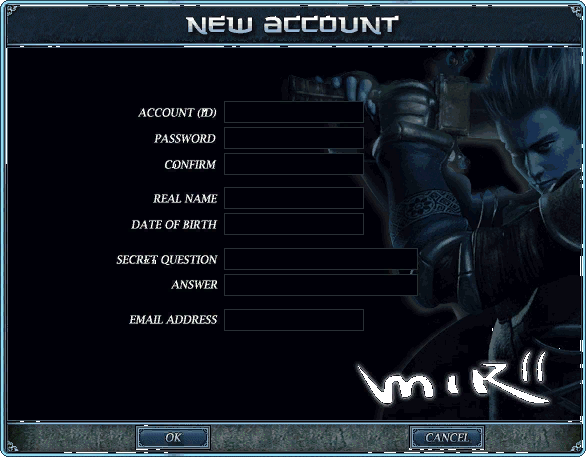 NEW ACCOUNT
ACCOUNT (ID)
PASSWORD
CONFIRM
REAL NAME
DATE OF BIRTH
SECRET QUESTION
ANSWER
EMAIL ADDRESS
MIR II
OK CANCEL